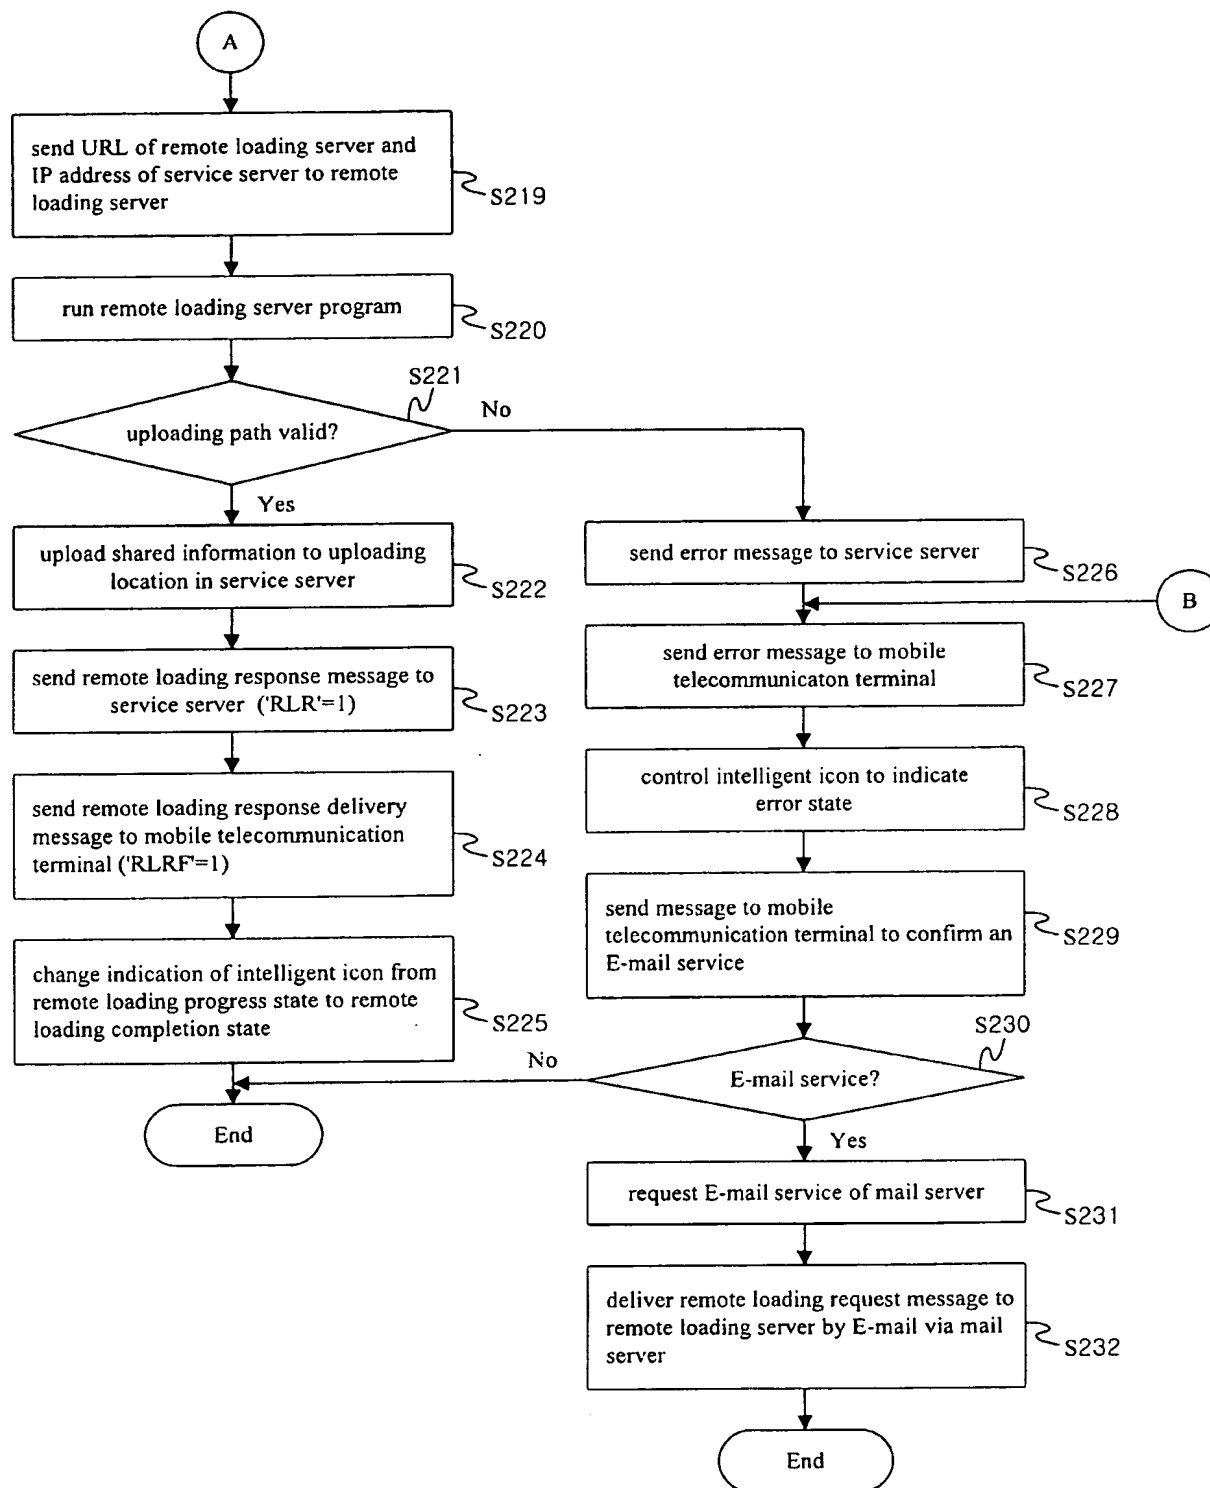 A
send URL of remote loading server and
IP address of service server to remote
loading server
S219
run remote loading server program
S220
S221
uploading path valid?
No
Yes
upload shared information to uploading
location in service server
S222
send remote loading response message to
service server ('RLR'=1)
S223
send remote loading response delivery
message to mobile telecommunication
terminal ('RLRF'=1)
S224
change indication of intelligent icon from
remote loading progress state to remote
loading completion state
S225
End
send error message to service server
S226
B
send error message to mobile
telecommunicaton terminal
S227
control intelligent icon to indicate
error state
S228
send message to mobile
telecommunication terminal to confirm an
E-mail service
S229
S230
E-mail service?
No
Yes
request E-mail service of mail server
S231
deliver remote loading request message to
remote loading server by E-mail via mail
server
S232
End